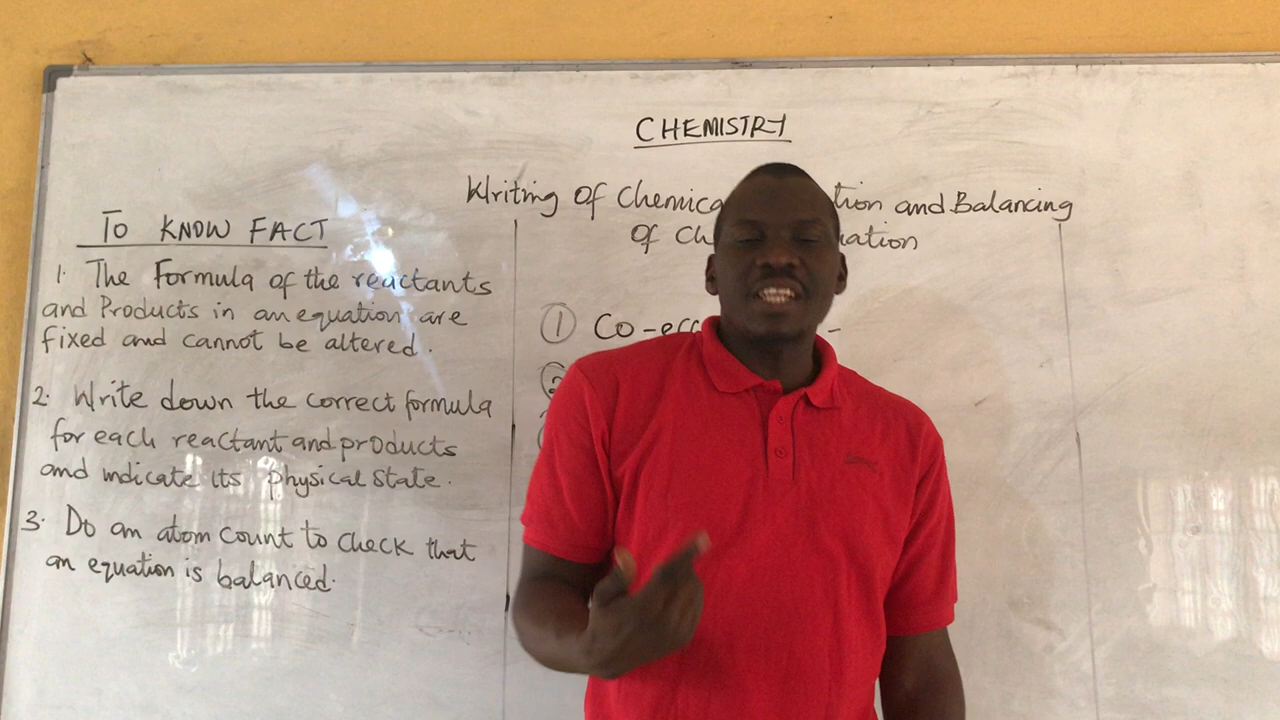 CHEMISTRY
Writing of Chemica tion and Balancing
of Ch uation
TO KNOW FACT
1. The Formula of the reactants
and Products in an equation are
fixed and cannot be altered.
2. Write down the correct formula
for each reactant and products
and indicate its physical state.
3. Do an atom count to check that
an equation is balanced.
① Co-eff -
②